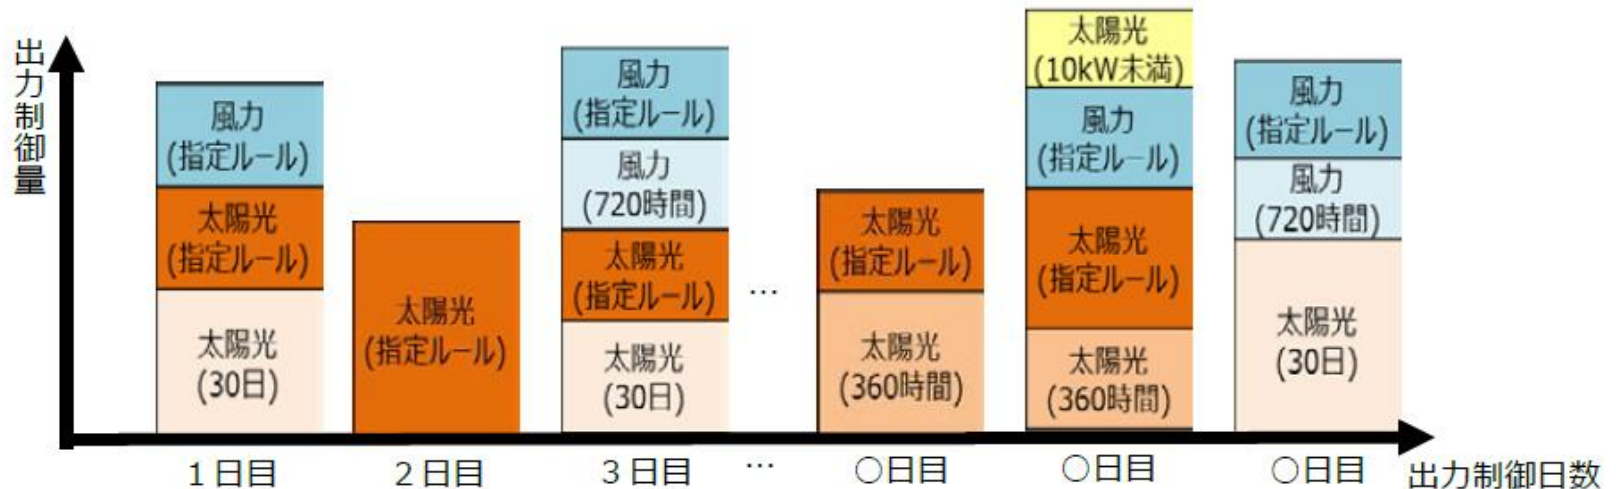 出力制御量
風力
(指定ルール)
太陽光
(指定ルール)
太陽光
(30日)
太陽光
(指定ルール)
風力
(指定ルール)
風力
(720時間)
太陽光
(指定ルール)
太陽光
(30日)
…
太陽光
(指定ルール)
太陽光
(360時間)
太陽光
(10kW未満)
風力
(指定ルール)
太陽光
(指定ルール)
太陽光
(360時間)
風力
(指定ルール)
風力
(720時間)
太陽光
(30日)
1日目
2日目
3日目
…
○日目
○日目
○日目
出力制御日数